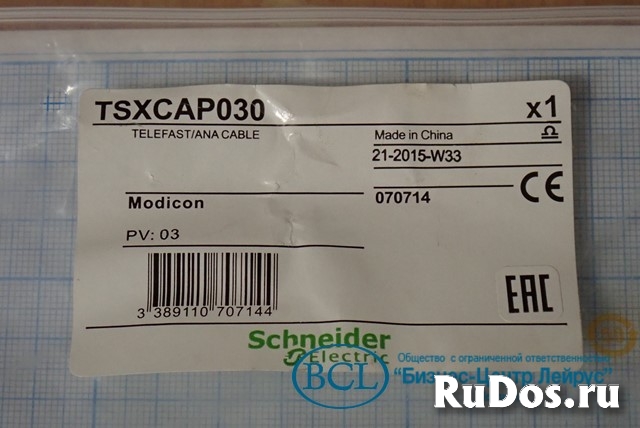 TSXCAP030
x1
TELEFAST/ANA CABLE
Made in China
21-2015-W33
070714
CE
Modicon
PV: 03
3 389110 707144
EAC
Schneider
Electric
BCL
Общество с ограниченной ответственностью
"Бизнес-Центр Лейрус"
RuDos.ru